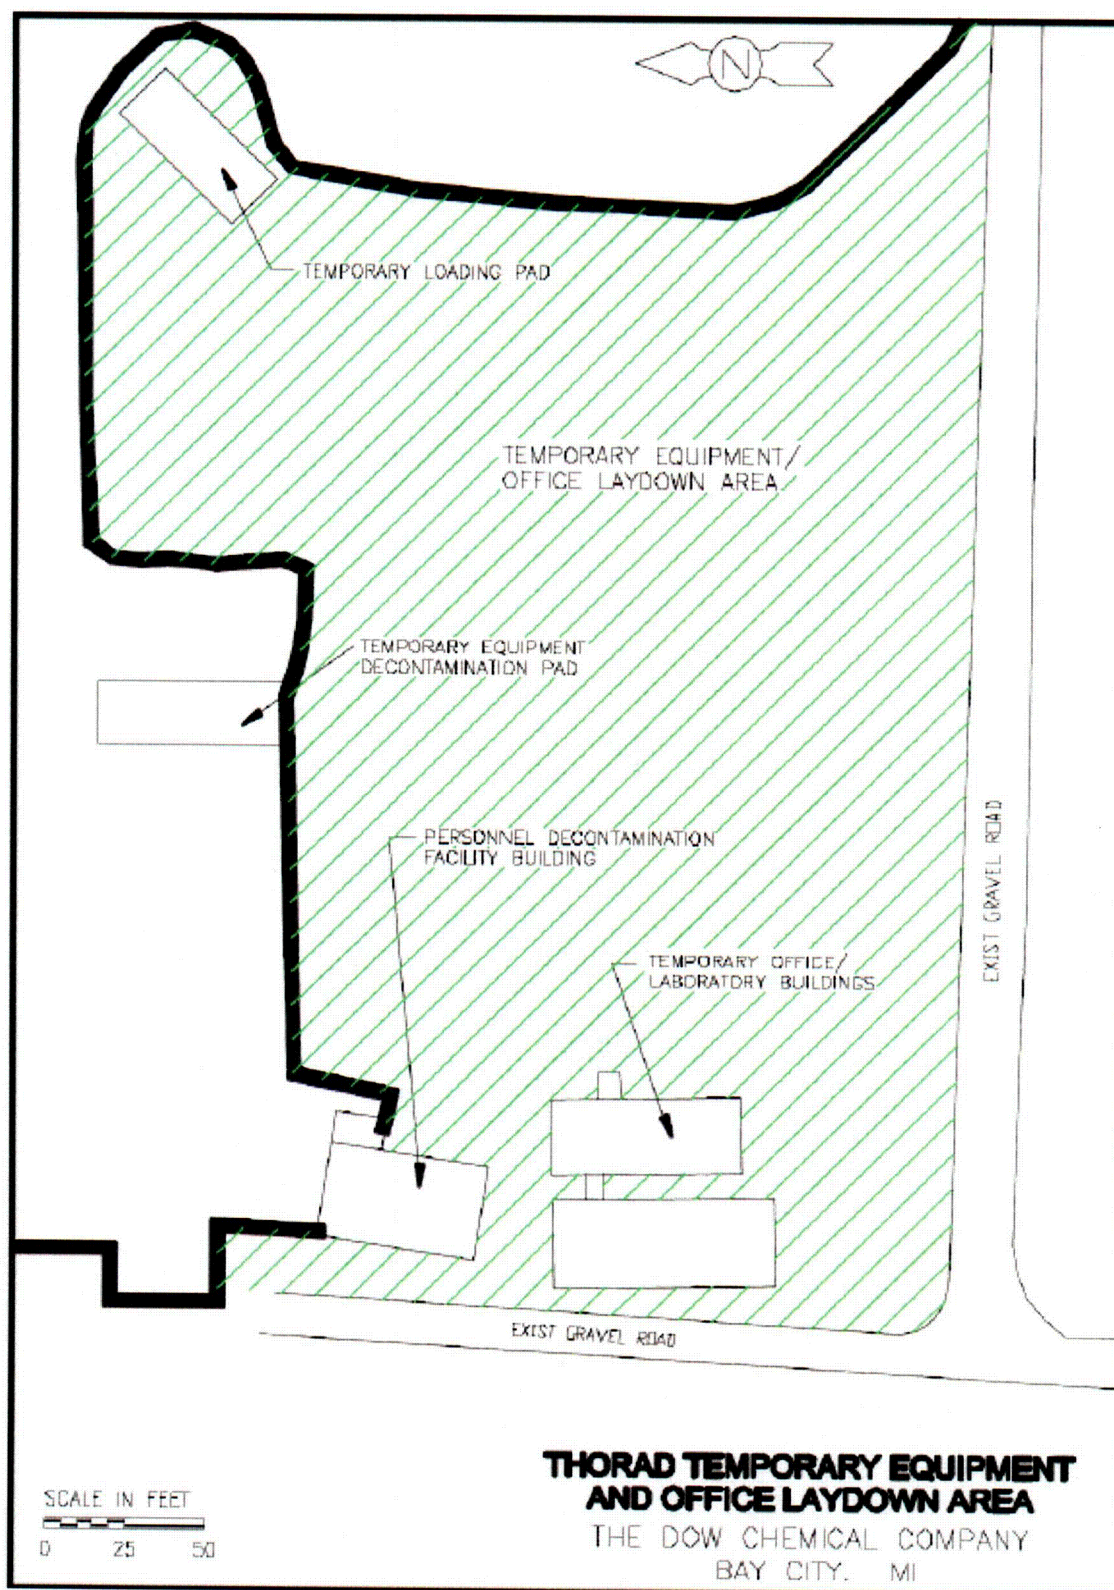 N
TEMPORARY LOADING PAD
TEMPORARY EQUIPMENT/
OFFICE LAYDOWN AREA
TEMPORARY EQUIPMENT
DECONTAMINATION PAD
PERSONNEL DECONTAMINATION
FACILITY BUILDING
EXIST GRAVEL ROAD
TEMPORARY OFFICE/
LABORATORY BUILDINGS
EXIST GRAVEL ROAD
THORAD TEMPORARY EQUIPMENT
AND OFFICE LAYDOWN AREA
THE DOW CHEMICAL COMPANY
BAY CITY, MI
SCALE IN FEET
0 25 50